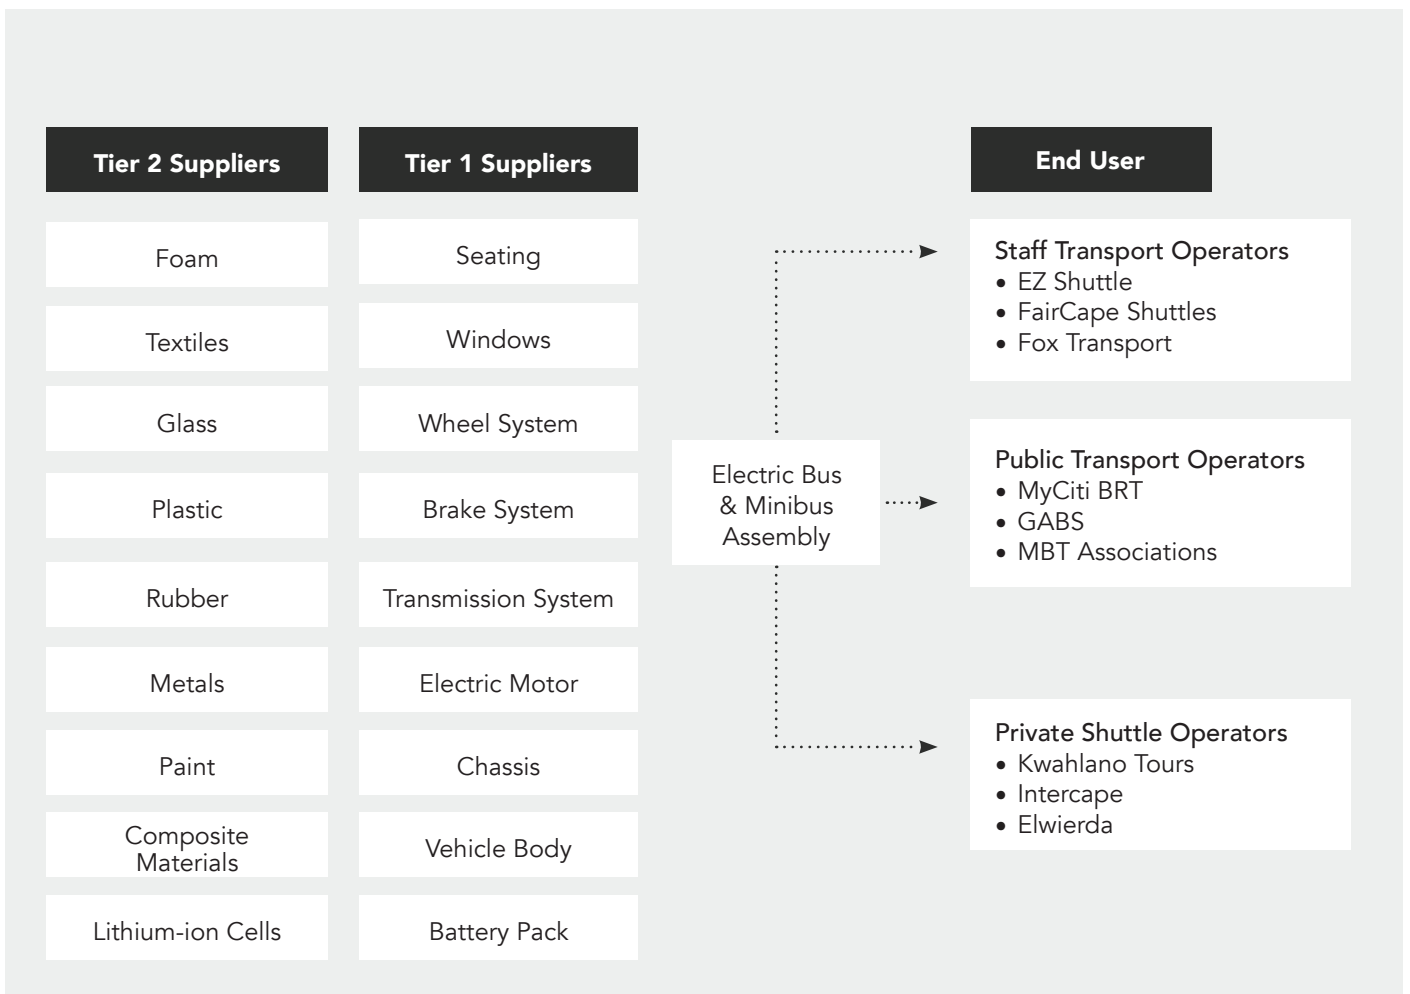 Tier 2 Suppliers
Foam
Textiles
Glass
Plastic
Rubber
Metals
Paint
Composite
Materials
Lithium-ion Cells
Tier 1 Suppliers
Seating
Windows
Wheel System
Brake System
Transmission System
Electric Motor
Chassis
Vehicle Body
Battery Pack
Electric Bus
& Minibus
Assembly
End User
Staff Transport Operators
• EZ Shuttle
• FairCape Shuttles
• Fox Transport
Public Transport Operators
• MyCiti BRT
• GABS
• MBT Associations
Private Shuttle Operators
• Kwahlano Tours
• Intercape
• Elwierda